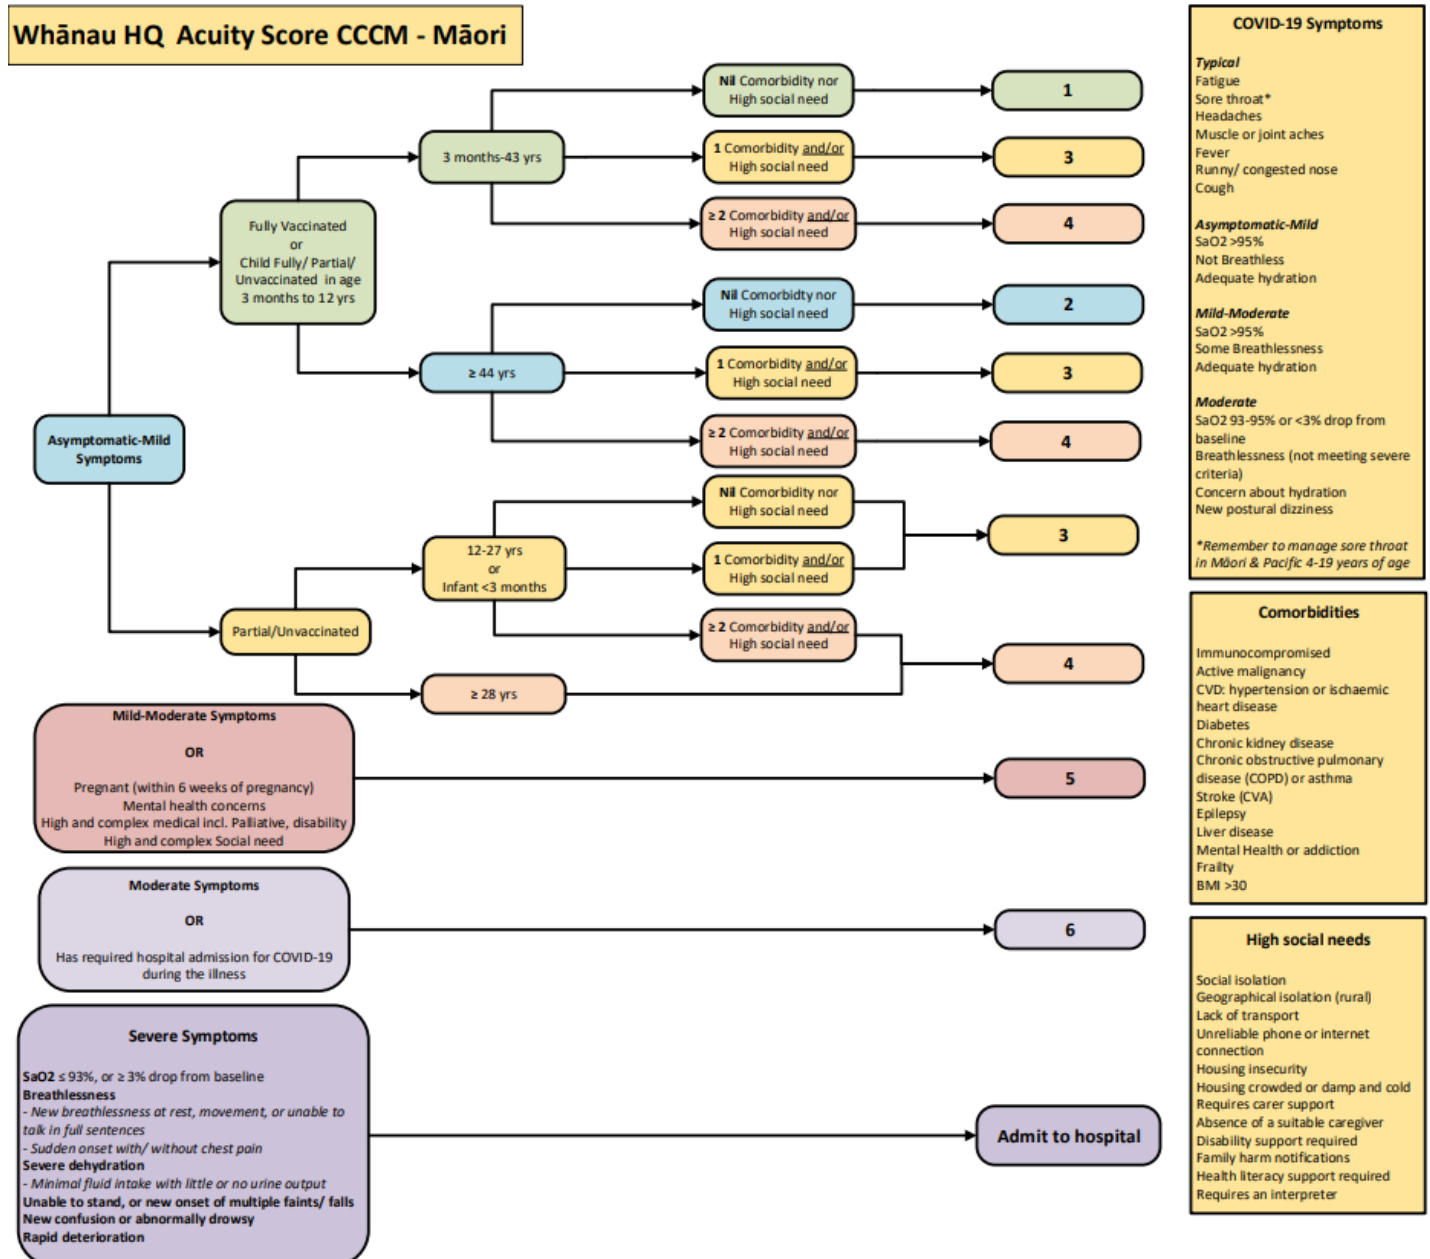 Whānau HQ Acuity Score CCCM - Māori
Nil Comorbidity nor
High social need
1
3 months-43 yrs
1 Comorbidity and/or
High social need
3
≥ 2 Comorbidity and/or
High social need
4
Fully Vaccinated
or
Child Fully/ Partial/
Unvaccinated in age
3 months to 12 yrs
Nil Comorbidty nor
High social need
2
≥ 44 yrs
1 Comorbidity and/or
High social need
3
≥ 2 Comorbidity and/or
High social need
4
Asymptomatic-Mild
Symptoms
Nil Comorbidity nor
High social need
12-27 yrs
or
Infant <3 months
1 Comorbidity and/or
High social need
3
Partial/Unvaccinated
≥ 2 Comorbidity and/or
High social need
4
≥ 28 yrs
Mild-Moderate Symptoms
OR
Pregnant (within 6 weeks of pregnancy)
Mental health concerns
High and complex medical incl. Palliative, disability
High and complex Social need
5
Moderate Symptoms
OR
Has required hospital admission for COVID-19
during the illness
6
Severe Symptoms
SaO2 ≤ 93%, or ≥ 3% drop from baseline
Breathlessness
- New breathlessness at rest, movement, or unable to
talk in full sentences
- Sudden onset with/ without chest pain
Severe dehydration
- Minimal fluid intake with little or no urine output
Unable to stand, or new onset of multiple faints/ falls
New confusion or abnormally drowsy
Rapid deterioration
Admit to hospital
COVID-19 Symptoms
Typical
Fatigue
Sore throat*
Headaches
Muscle or joint aches
Fever
Runny/ congested nose
Cough
Asymptomatic-Mild
SaO2 >95%
Not Breathless
Adequate hydration
Mild-Moderate
SaO2 >95%
Some Breathlessness
Adequate hydration
Moderate
SaO2 93-95% or <3% drop from
baseline
Breathlessness (not meeting severe
criteria)
Concern about hydration
New postural dizziness
*Remember to manage sore throat
in Māori & Pacific 4-19 years of age
Comorbidities
Immunocompromised
Active malignancy
CVD: hypertension or ischaemic
heart disease
Diabetes
Chronic kidney disease
Chronic obstructive pulmonary
disease (COPD) or asthma
Stroke (CVA)
Epilepsy
Liver disease
Mental Health or addiction
Frailty
BMI >30
High social needs
Social isolation
Geographical isolation (rural)
Lack of transport
Unreliable phone or internet
connection
Housing insecurity
Housing crowded or damp and cold
Requires carer support
Absence of a suitable caregiver
Disability support required
Family harm notifications
Health literacy support required
Requires an interpreter